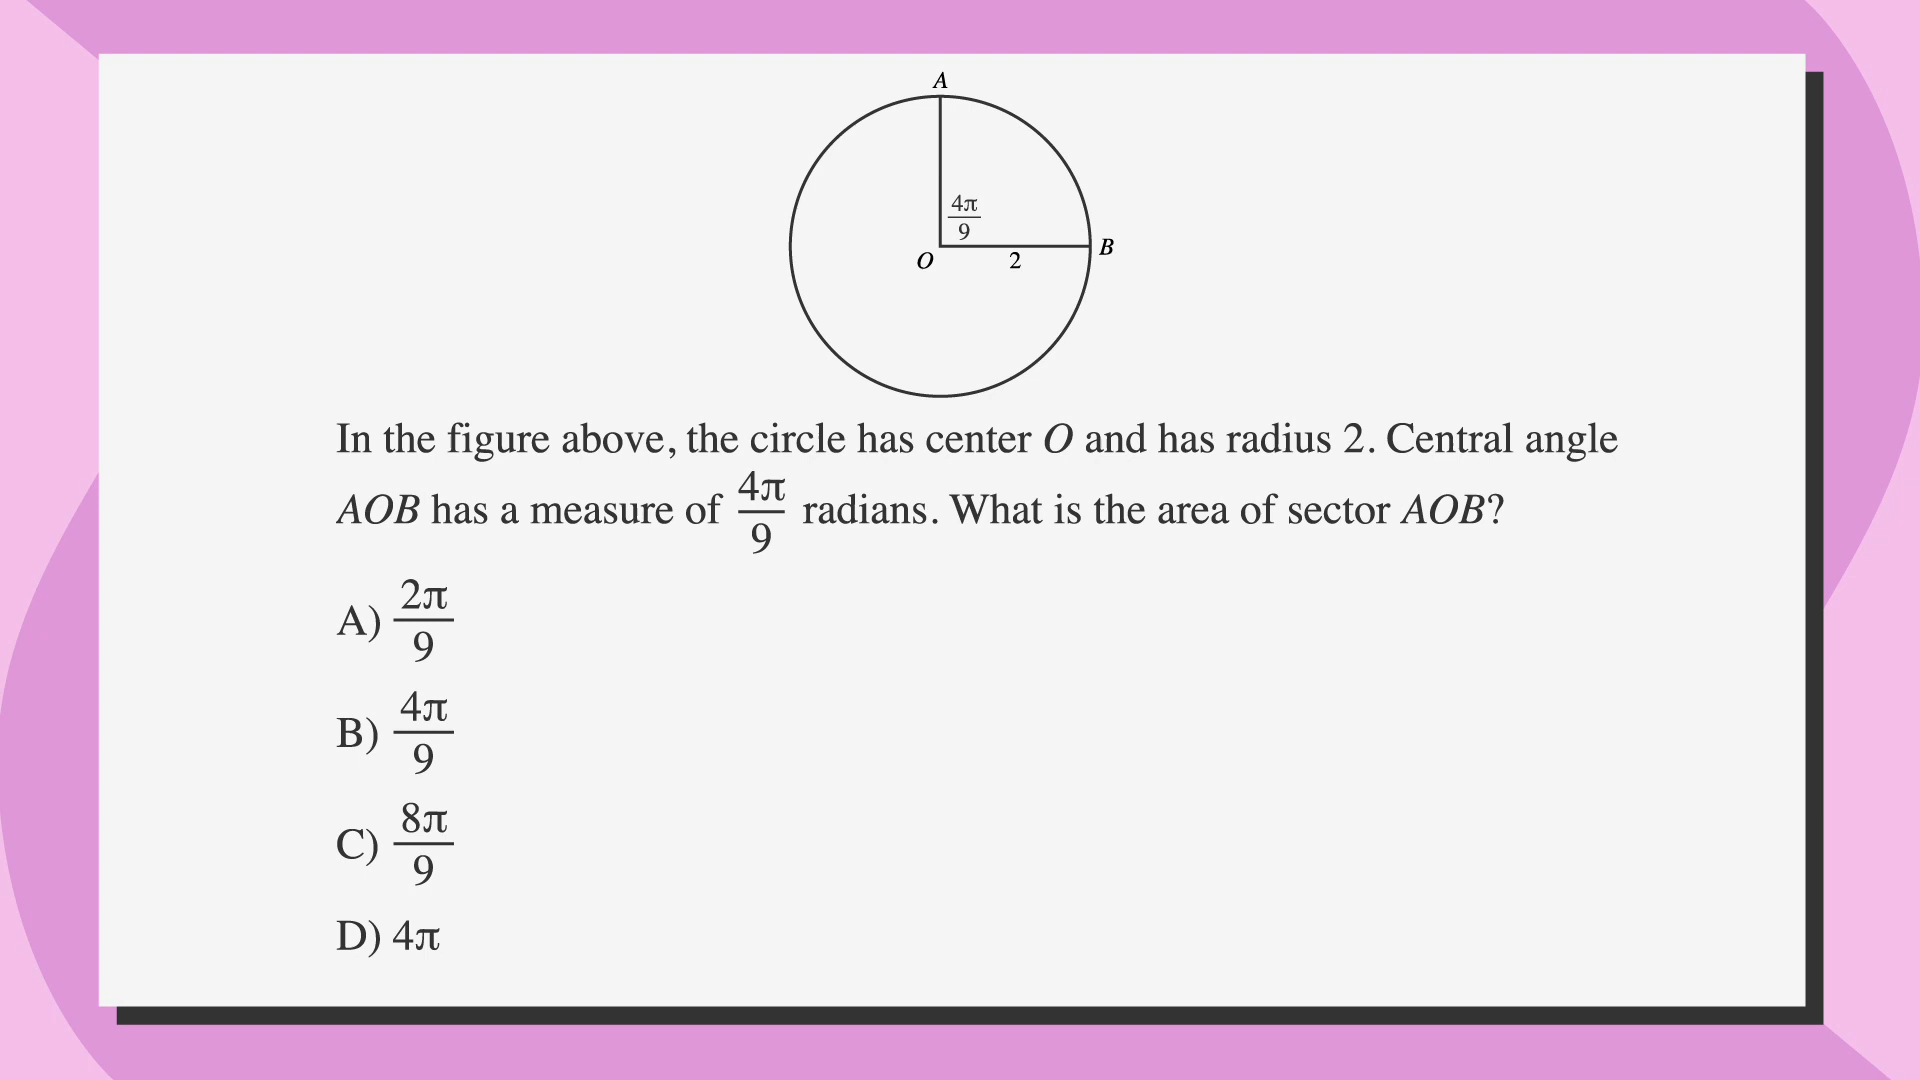 A
4π
9
O
2
B
In the figure above, the circle has center O and has radius 2. Central angle
AOB has a measure of 4π/9 radians. What is the area of sector AOB?
A) 2π/9
B) 4π/9
C) 8π/9
D) 4π